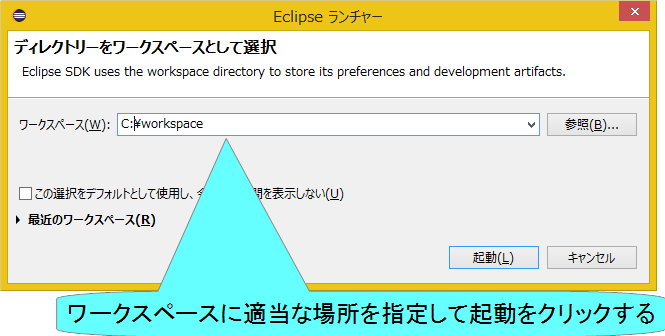 Eclipse ランチャー
ディレクトリーをワークスペースとして選択
Eclipse SDK uses the workspace directory to store its preferences and development artifacts.
ワークスペース(W): C:¥workspace 参照(B)...
この選択をデフォルトとして使用し、今 問を表示しない(U)
最近のワークスペース(R)
起動(L) キャンセル
ワークスペースに適当な場所を指定して起動をクリックする